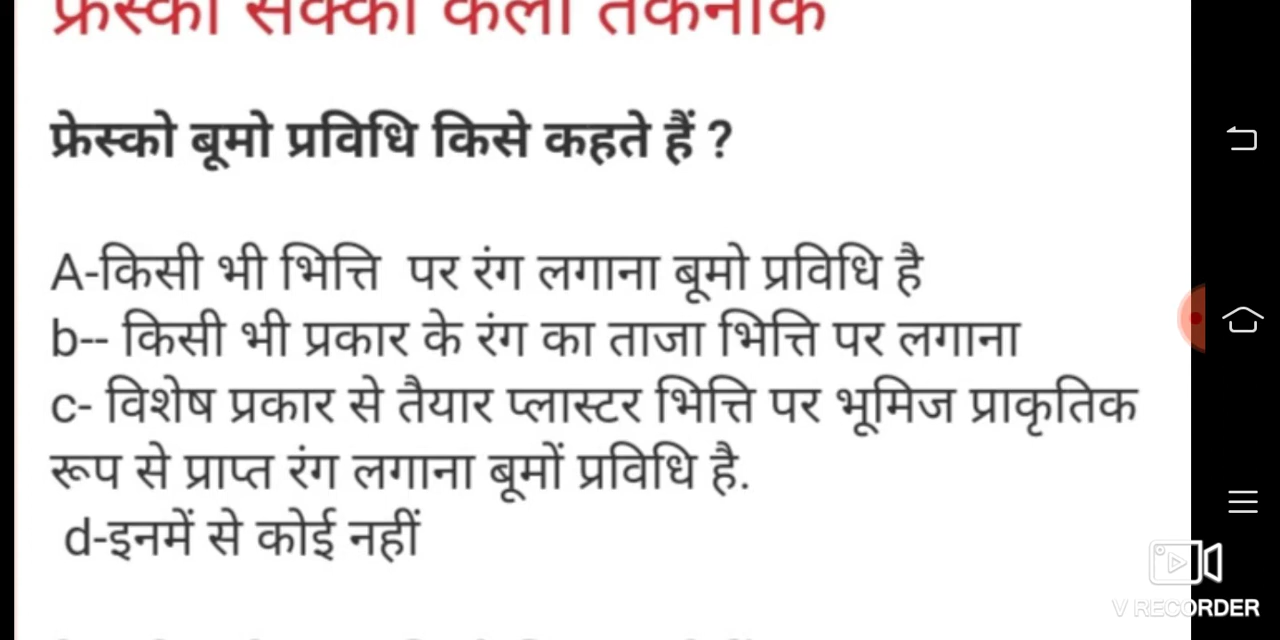 फ्रेस्को बूमो प्रविधि किसे कहते हैं ?
A-किसी भी भित्ति पर रंग लगाना बूमो प्रविधि है
b-- किसी भी प्रकार के रंग का ताजा भित्ति पर लगाना
c- विशेष प्रकार से तैयार प्लास्टर भित्ति पर भूमिज प्राकृतिक
रूप से प्राप्त रंग लगाना बूमों प्रविधि है.
d-इनमें से कोई नहीं
V RECORDER